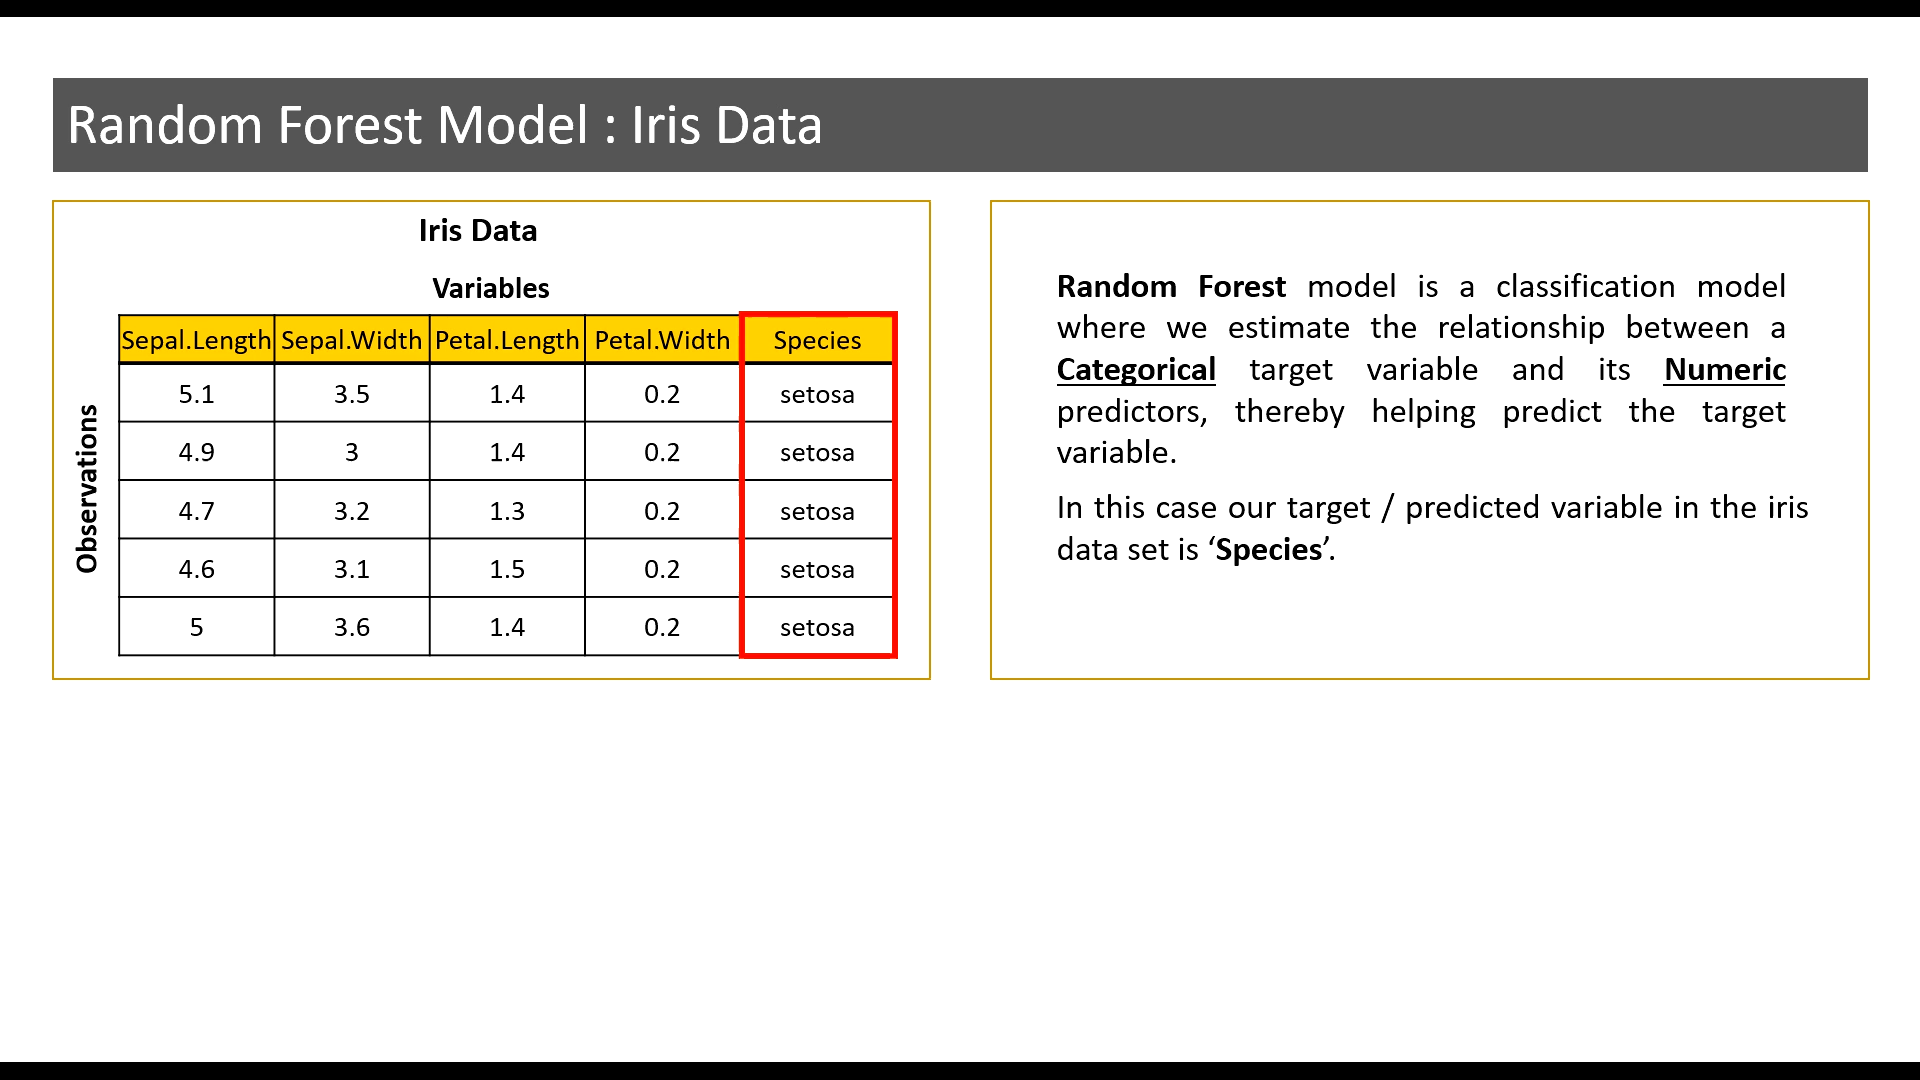 Random Forest Model : Iris Data
Iris Data
Variables
Observations
Sepal.Length Sepal.Width Petal.Length Petal.Width Species
5.1 3.5 1.4 0.2 setosa
4.9 3 1.4 0.2 setosa
4.7 3.2 1.3 0.2 setosa
4.6 3.1 1.5 0.2 setosa
5 3.6 1.4 0.2 setosa
Random Forest model is a classification model
where we estimate the relationship between a
Categorical target variable and its Numeric
predictors, thereby helping predict the target
variable.
In this case our target / predicted variable in the iris
data set is ‘Species’.